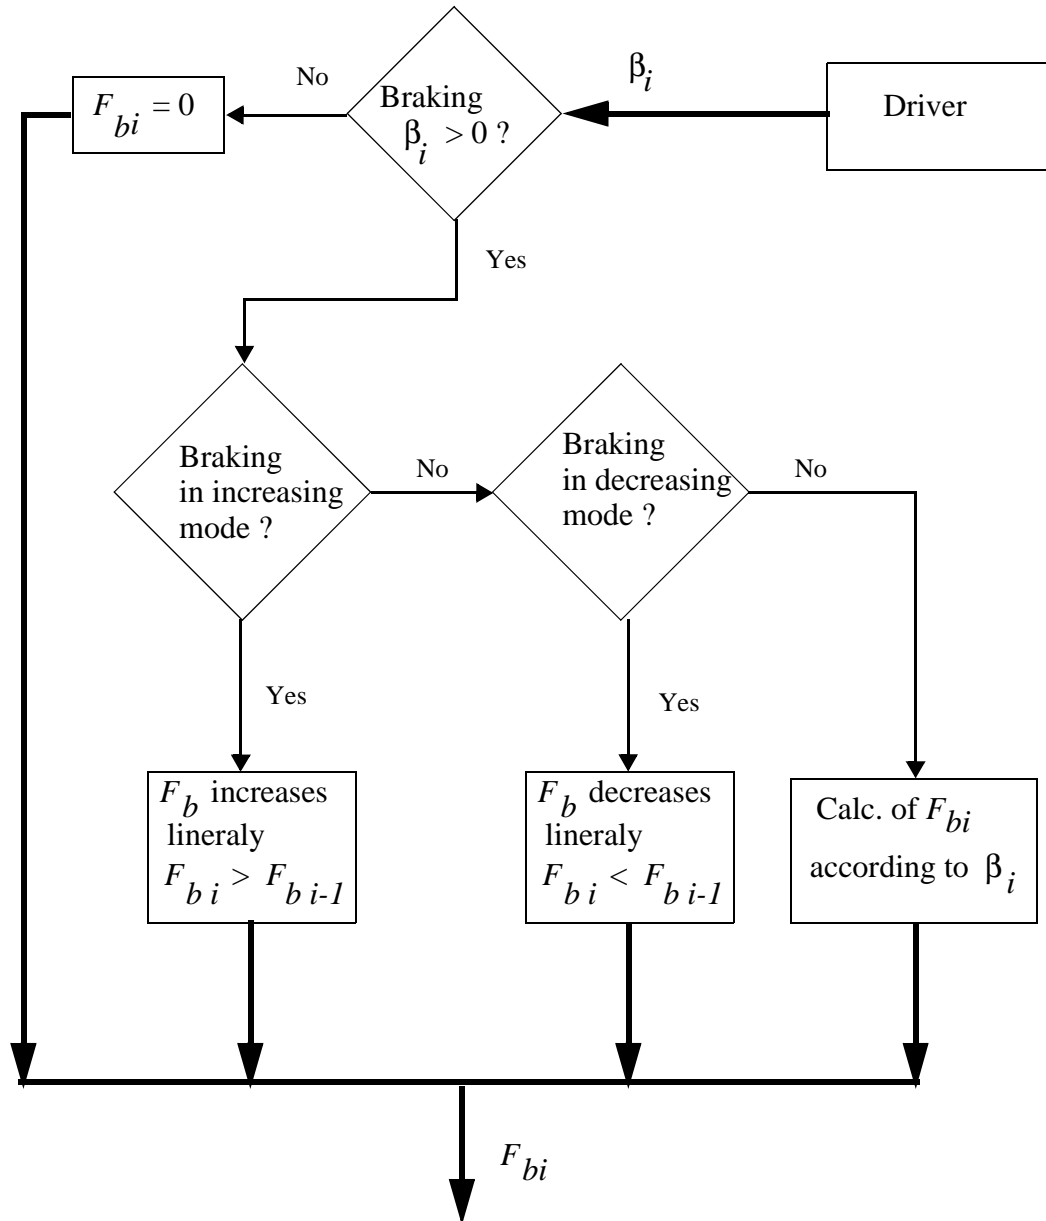 No
β_i
F_bi = 0
Braking
β_i > 0 ?
Driver
Yes
Braking
in increasing
mode ?
No
Braking
in decreasing
mode ?
No
Yes
Yes
F_b increases
lineraly
F_b i > F_b i-1
F_b decreases
lineraly
F_b i < F_b i-1
Calc. of F_bi
according to β_i
F_bi